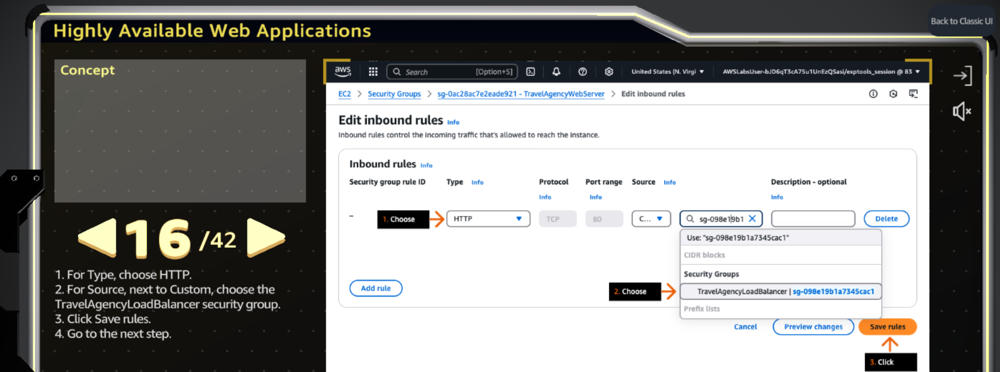 Back to Classic UI
Highly Available Web Applications
Concept
16 /42
1. For Type, choose HTTP.
2. For Source, next to Custom, choose the
TravelAgencyLoadBalancer security group.
3. Click Save rules.
4. Go to the next step.
aws Search [Option+S] United States (N. Virgi AWSLabsUser-bJD6qT3cA75u1UnEzQSasi/exptools_session @ 83
EC2 > Security Groups > sg-0ac28ac7e2eade921 - TravelAgencyWebServer > Edit inbound rules
Edit inbound rules Info
Inbound rules control the incoming traffic that's allowed to reach the instance.
Inbound rules Info
Security group rule ID Type Info Protocol Port range Source Info Description - optional
Info Info Info
– 1. Choose HTTP TCP 80 C... sg-098e19b1 Delete
Use: "sg-098e19b1a7345cac1"
CIDR blocks
Security Groups
Add rule 2. Choose TravelAgencyLoadBalancer | sg-098e19b1a7345cac1
Prefix lists
Cancel Preview changes Save rules
3. Click